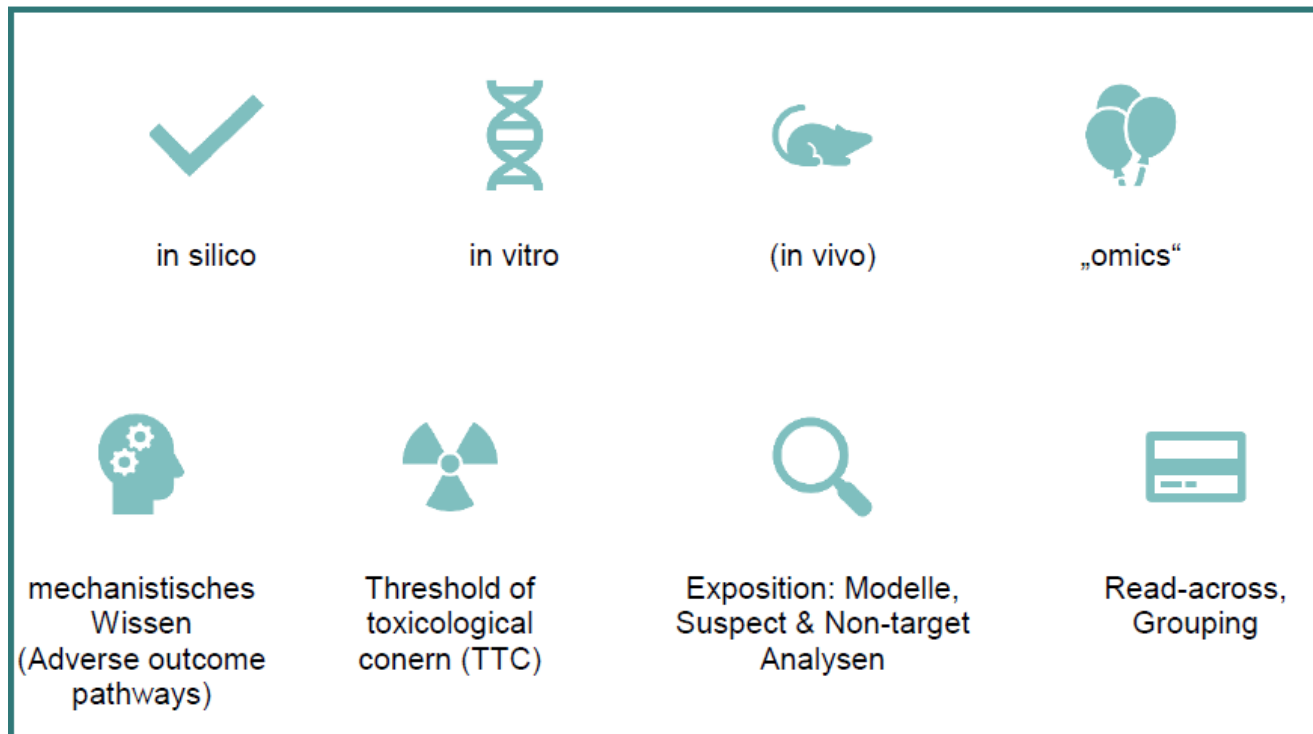 in silico
in vitro
(in vivo)
„omics“
mechanistisches
Wissen
(Adverse outcome
pathways)
Threshold of
toxicological
conern (TTC)
Exposition: Modelle,
Suspect & Non-target
Analysen
Read-across,
Grouping